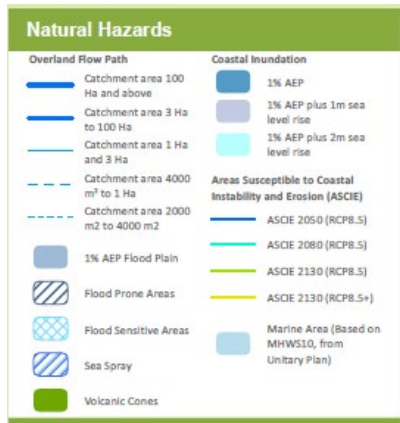 Natural Hazards
Overland Flow Path
Catchment area 100
Ha and above
Catchment area 3 Ha
to 100 Ha
Catchment area 1 Ha
and 3 Ha
Catchment area 4000
m² to 1 Ha
Catchment area 2000
m2 to 4000 m2
1% AEP Flood Plain
Flood Prone Areas
Flood Sensitive Areas
Sea Spray
Volcanic Cones
Coastal Inundation
1% AEP
1% AEP plus 1m sea
level rise
1% AEP plus 2m sea
level rise
Areas Susceptible to Coastal
Instability and Erosion (ASCIE)
ASCIE 2050 (RCP8.5)
ASCIE 2080 (RCP8.5)
ASCIE 2130 (RCP8.5)
ASCIE 2130 (RCP8.5+)
Marine Area (Based on
MHWS10, from
Unitary Plan)